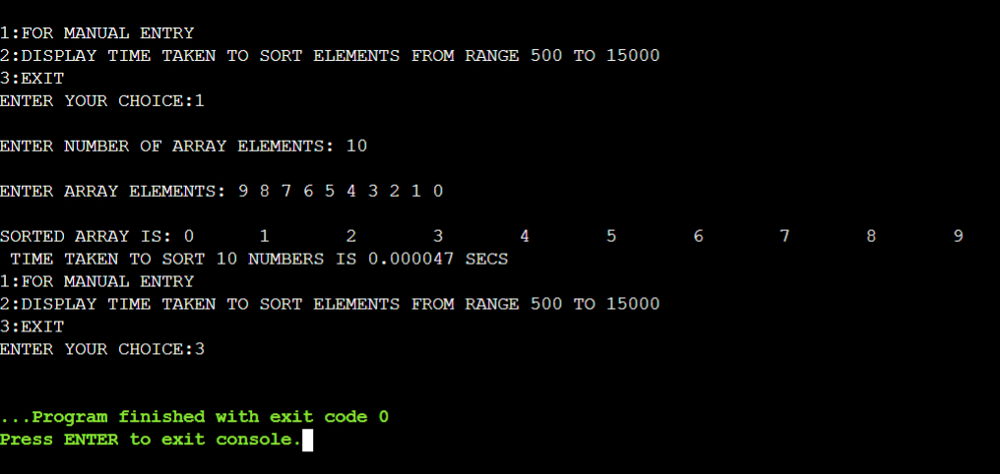 1:FOR MANUAL ENTRY
2:DISPLAY TIME TAKEN TO SORT ELEMENTS FROM RANGE 500 TO 15000
3:EXIT
ENTER YOUR CHOICE:1
ENTER NUMBER OF ARRAY ELEMENTS: 10
ENTER ARRAY ELEMENTS: 9 8 7 6 5 4 3 2 1 0
SORTED ARRAY IS: 0 1 2 3 4 5 6 7 8 9
TIME TAKEN TO SORT 10 NUMBERS IS 0.000047 SECS
1:FOR MANUAL ENTRY
2:DISPLAY TIME TAKEN TO SORT ELEMENTS FROM RANGE 500 TO 15000
3:EXIT
ENTER YOUR CHOICE:3
...Program finished with exit code 0
Press ENTER to exit console.